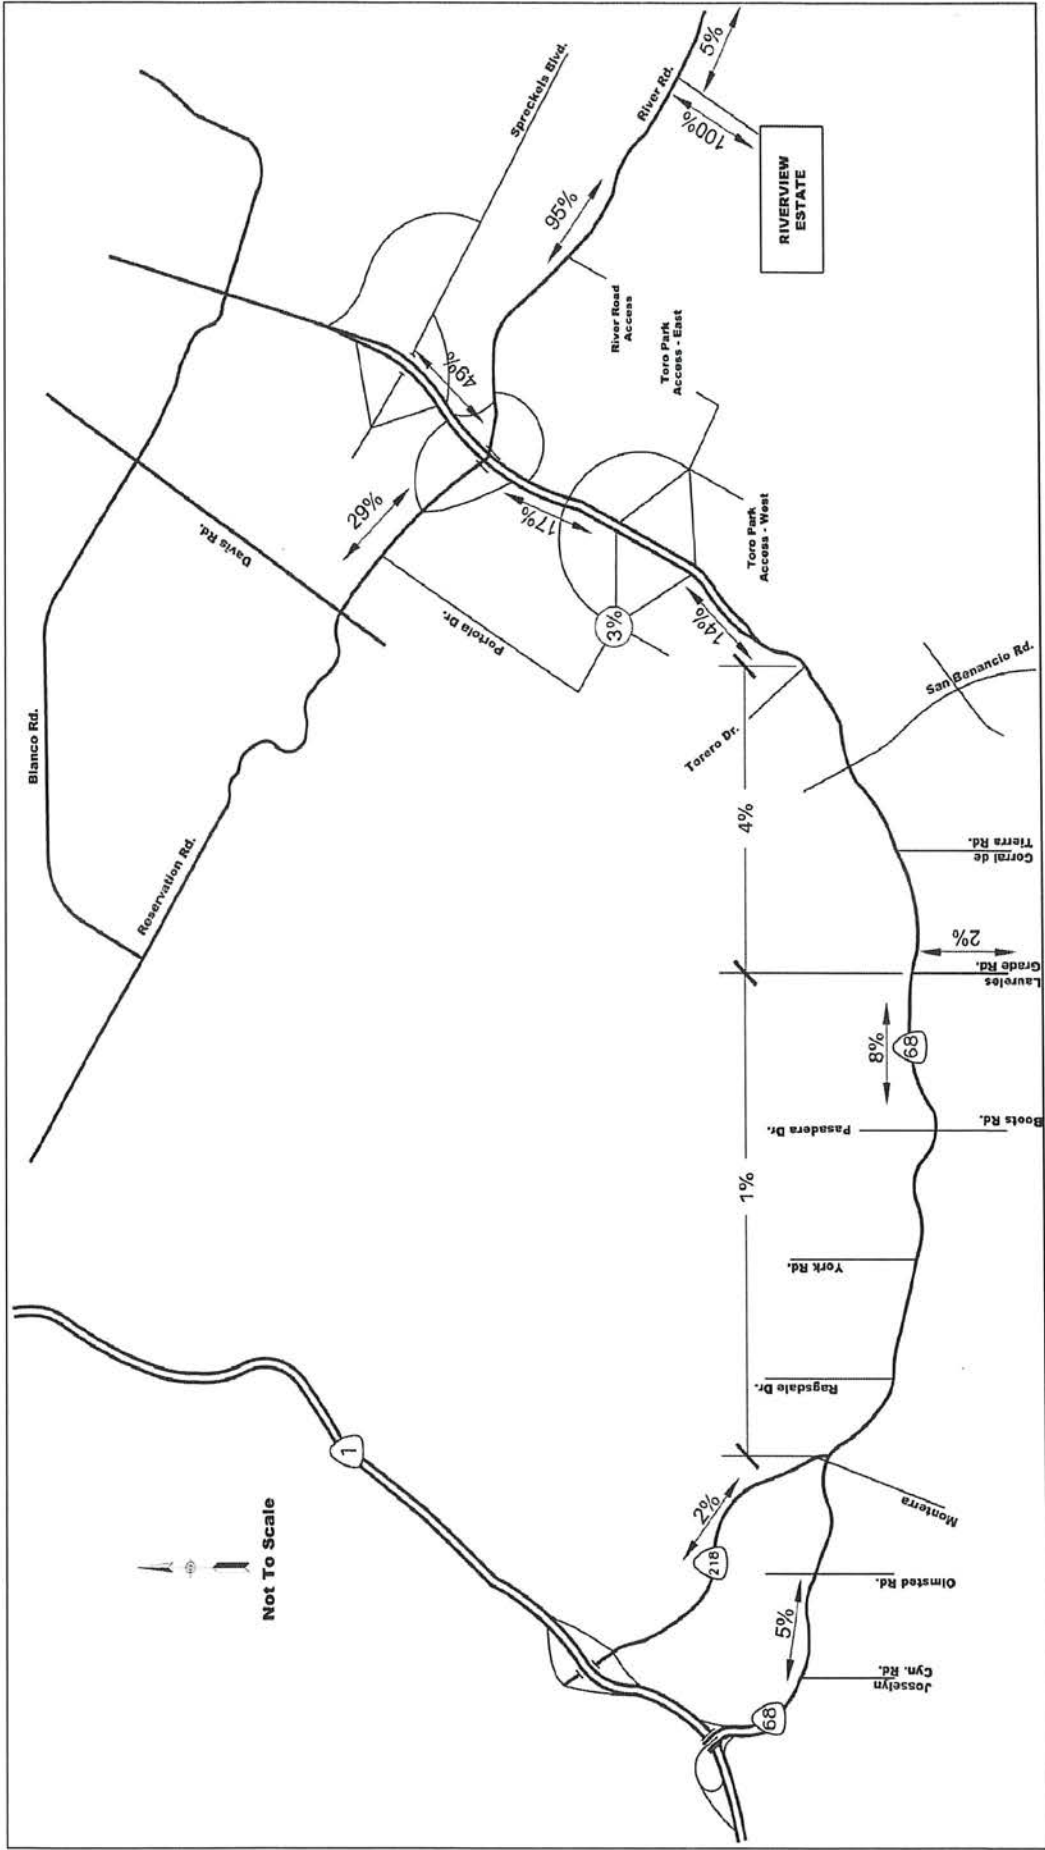 Blanco Rd.
Reservation Rd.
Davis Rd.
Portola Dr.
Spreckels Blvd.
River Rd.
5%
100%
RIVERVIEW
ESTATE
95%
River Road
Access
49%
29%
17%
Toro Park
Access - East
Toro Park
Access - West
3%
14%
Torero Dr.
San Benancio Rd.
4%
Corral de
Tierra Rd.
2%
Laureles
Grade Rd.
8%
68
Pasadera Dr.
Boots Rd.
1%
York Rd.
Ragsdale Dr.
Monterra
2%
218
Olmsted Rd.
5%
Josselyn
Cyn. Rd.
68
1
Not To Scale